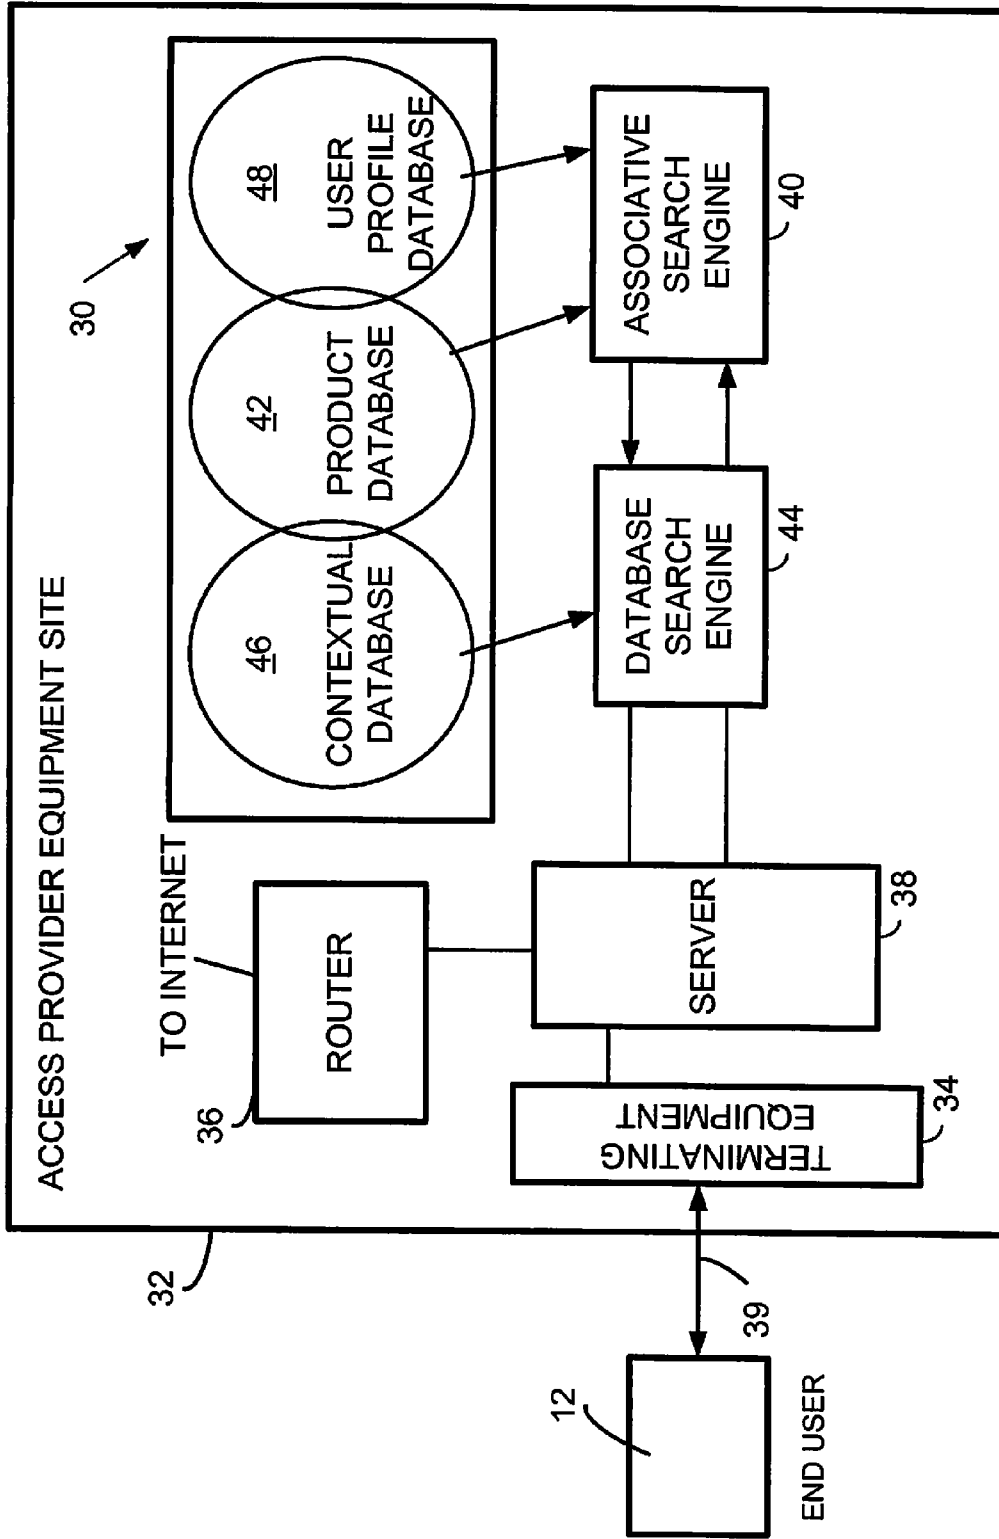 ACCESS PROVIDER EQUIPMENT SITE
30
32
TO INTERNET
36
ROUTER
46
CONTEXTUAL
DATABASE
42
PRODUCT
DATABASE
48
USER
PROFILE
DATABASE
12
END USER
39
TERMINATING
EQUIPMENT
34
SERVER
38
DATABASE
SEARCH
ENGINE
44
ASSOCIATIVE
SEARCH
ENGINE
40